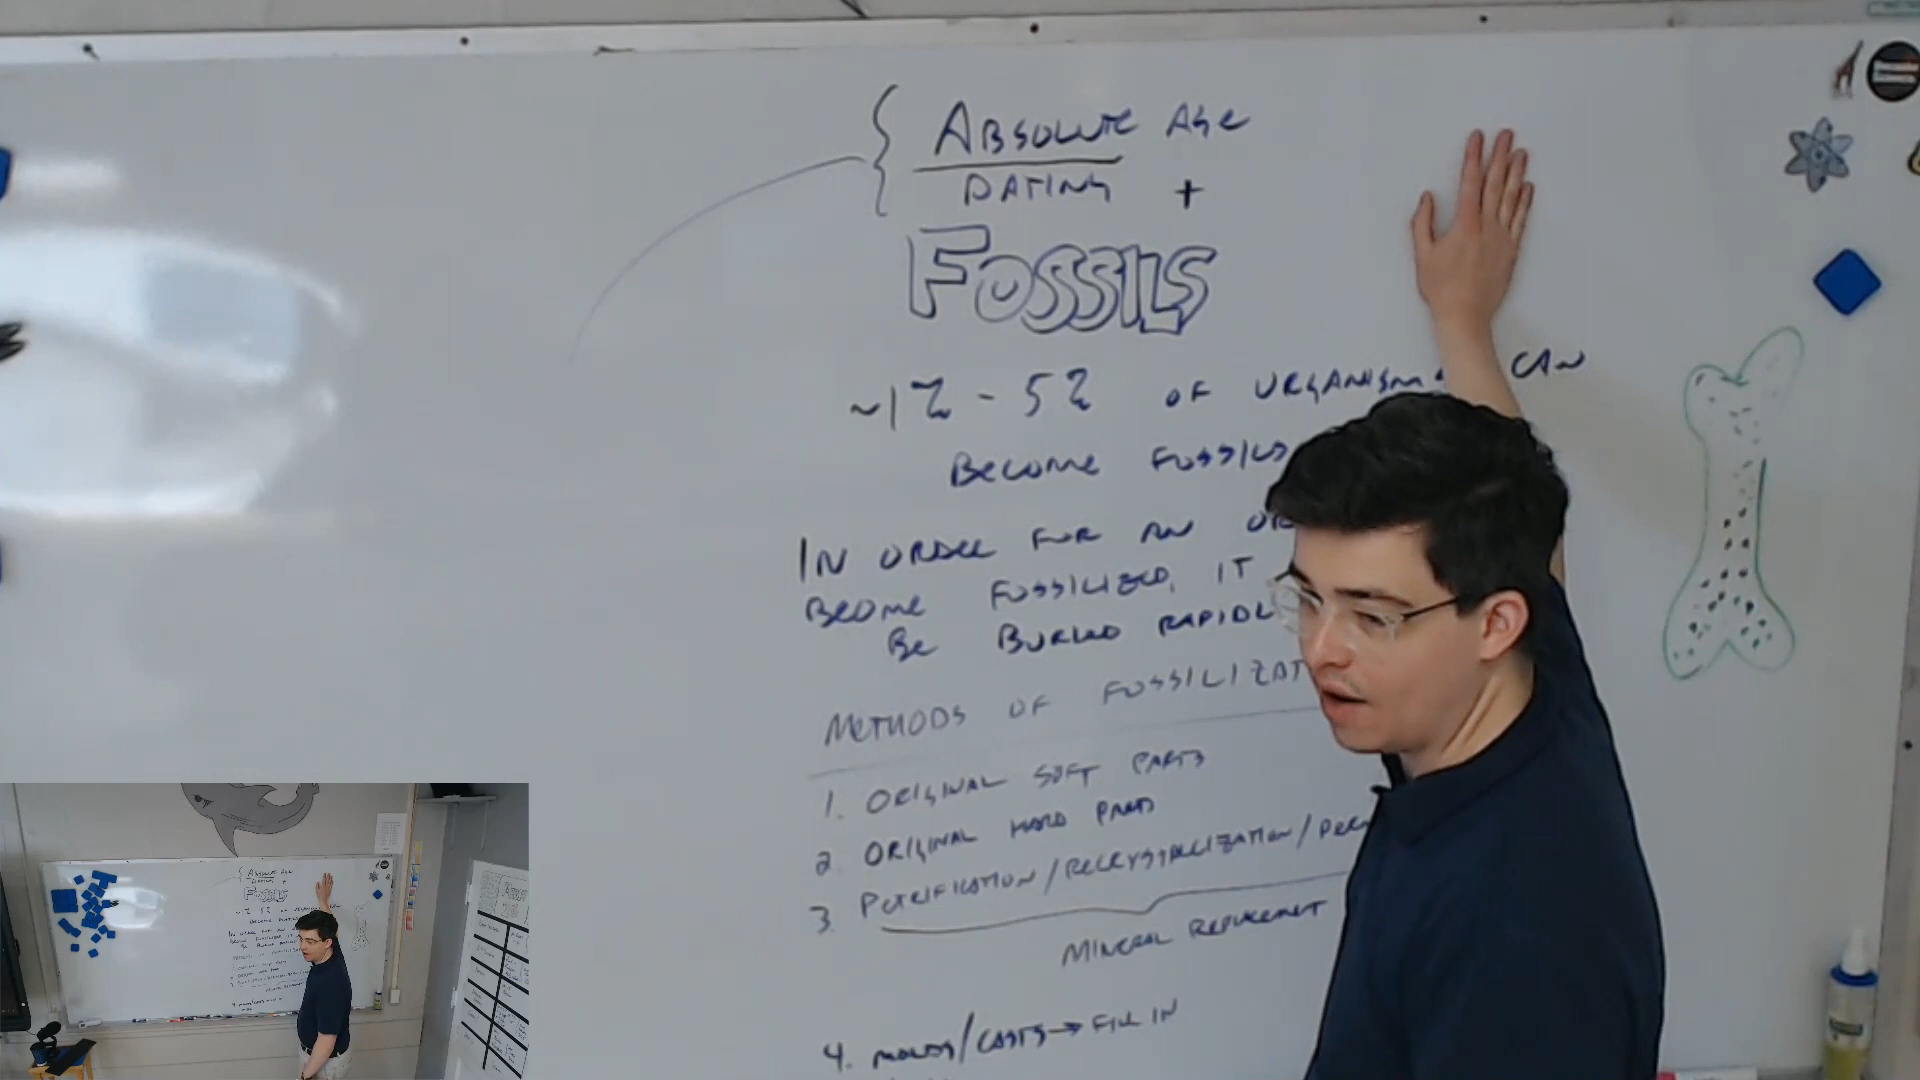 Absolute Age
Dating +
Fossils
~1% - 5% of organisms can
Become fossils
In order for an
Become fossilized, it
Be Buried rapidl
Methods of fossilizat
1. Original soft parts
2. Original hard parts
3. Petrification/Recrystallization/Per
Mineral Replacement
4. molds/casts → Fill in